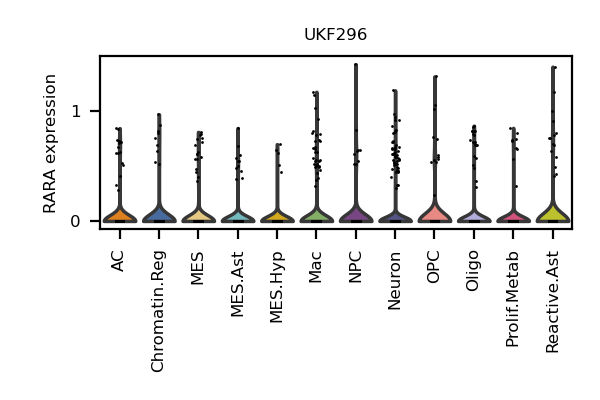 UKF296
RARA expression
1
0
AC
Chromatin.Reg
MES
MES.Ast
MES.Hyp
Mac
NPC
Neuron
OPC
Oligo
Prolif.Metab
Reactive.Ast